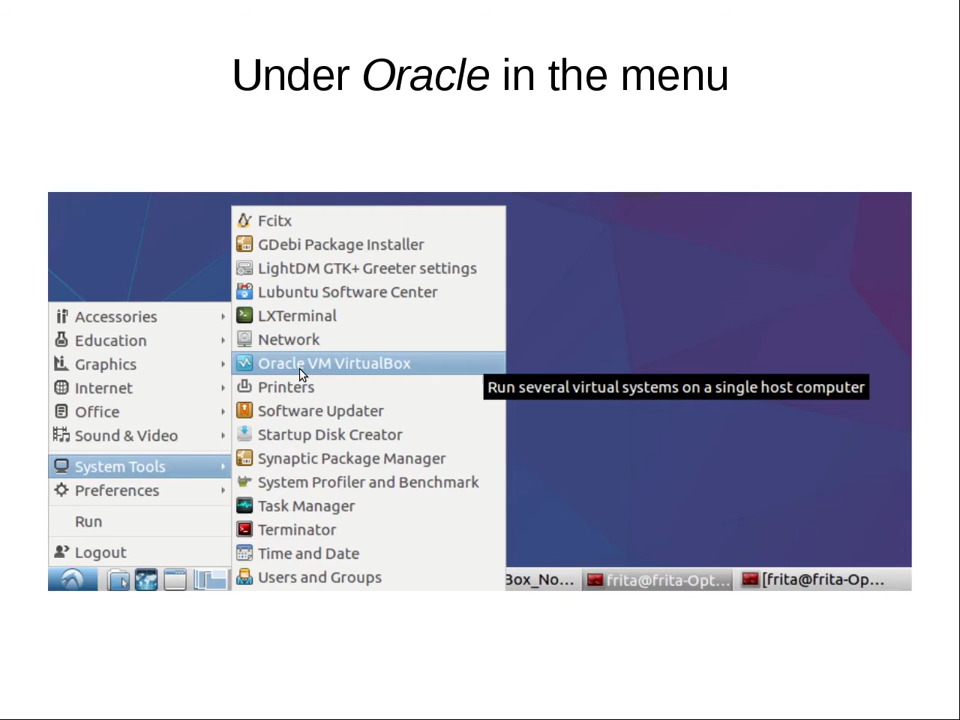 Under Oracle in the menu
Fcitx
GDebi Package Installer
LightDM GTK+ Greeter settings
Lubuntu Software Center
LXTerminal
Network
Oracle VM VirtualBox
Printers
Software Updater
Startup Disk Creator
Synaptic Package Manager
System Profiler and Benchmark
Task Manager
Terminator
Time and Date
Users and Groups
Accessories
Education
Graphics
Internet
Office
Sound & Video
System Tools
Preferences
Run
Logout
Run several virtual systems on a single host computer
Box_No...
frita@frita-Opt...
[frita@frita-Op...